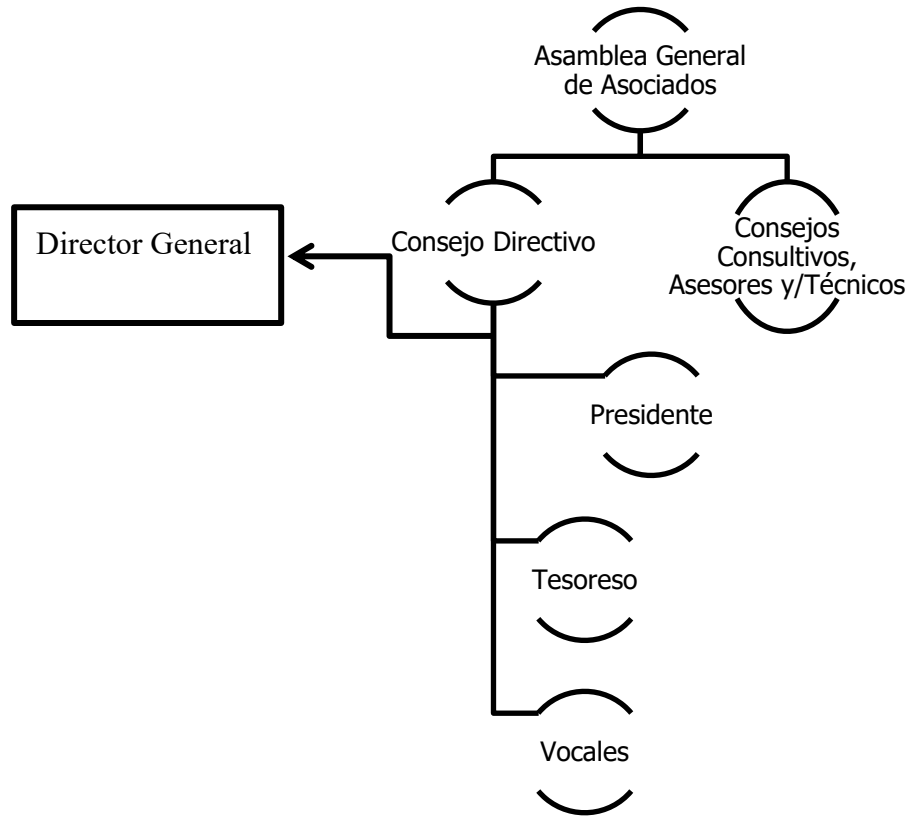 Asamblea General
de Asociados
Director General
Consejo Directivo
Consejos
Consultivos,
Asesores y/Técnicos
Presidente
Tesoreso
Vocales